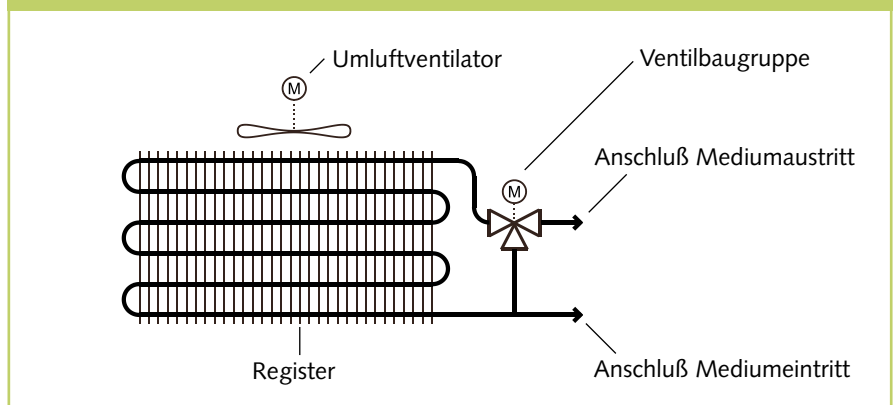 Umluftventilator
Ventilbaugruppe
M
Anschluß Mediumaustritt
M
Register
Anschluß Mediumeintritt